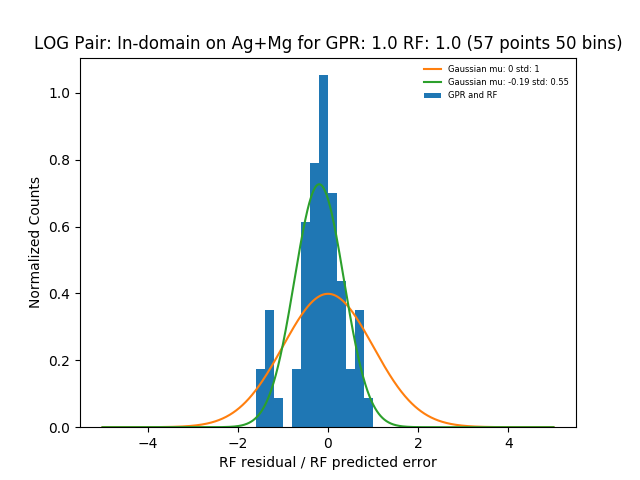 LOG Pair: In-domain on Ag+Mg for GPR: 1.0 RF: 1.0 (57 points 50 bins)
Gaussian mu: 0 std: 1
Gaussian mu: -0.19 std: 0.55
GPR and RF
Normalized Counts
1.0
0.8
0.6
0.4
0.2
0.0
−4
−2
0
2
4
RF residual / RF predicted error